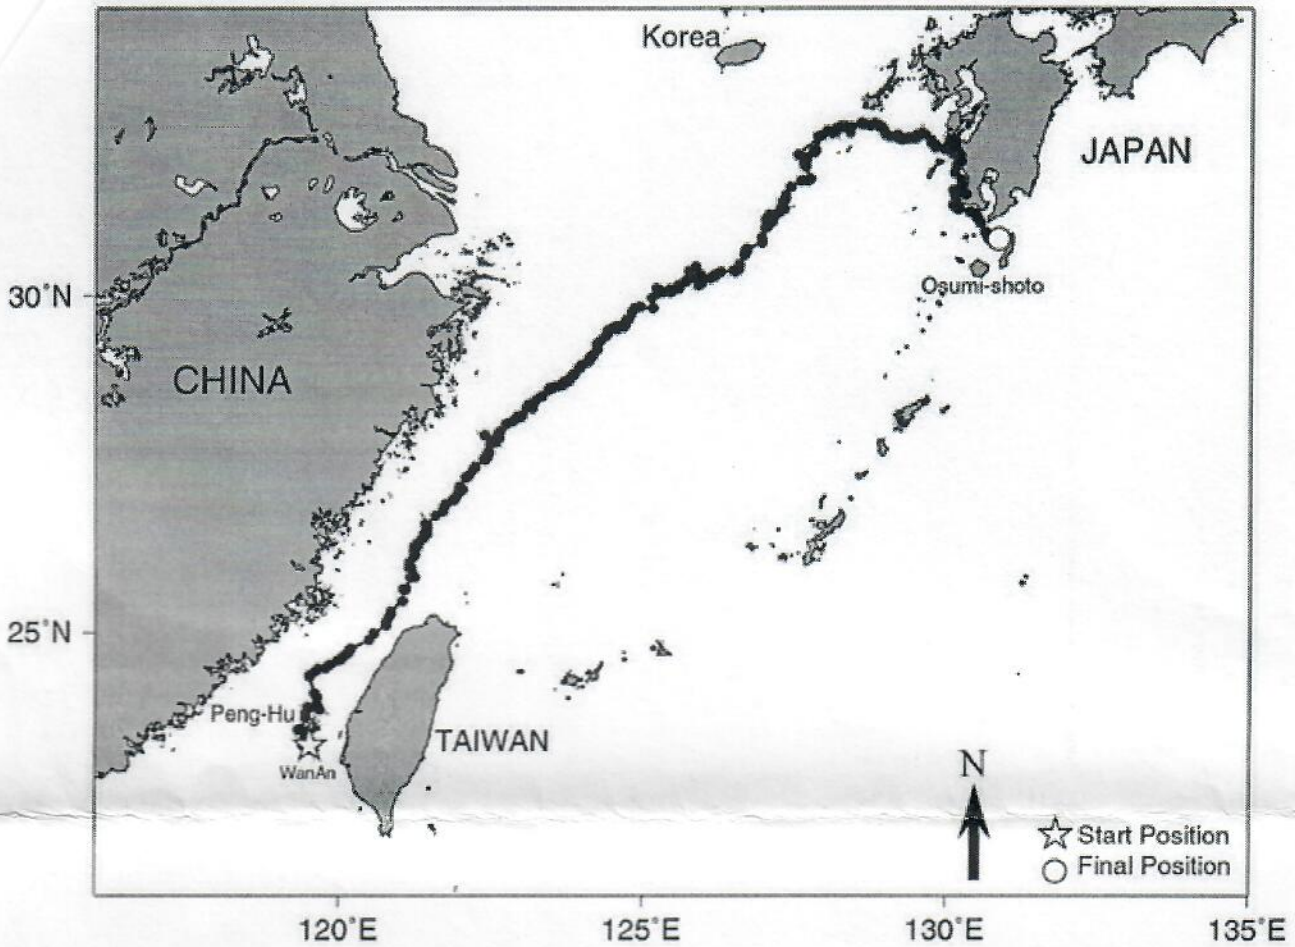 Korea
JAPAN
30°N
Osumi-shoto
CHINA
25°N
Peng-Hu
TAIWAN
WanAn
N
Start Position
Final Position
120°E
125°E
130°E
135°E